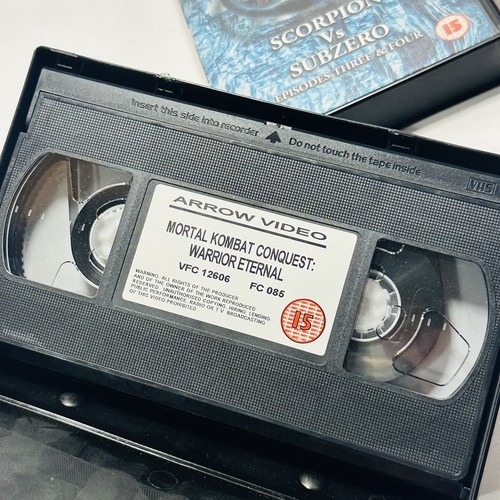 SCORPION
Vs
SUBZERO
EPISODES THREE & FOUR
15
Insert this side into recorder Do not touch the tape inside
VHS
ARROW VIDEO
MORTAL KOMBAT CONQUEST:
WARRIOR ETERNAL
VFC 12606 FC 085
WARNING. ALL RIGHTS OF THE PRODUCER
AND OF THE OWNER OF THE WORK REPRODUCED
RESERVED. UNAUTHORISED COPYING, HIRING, LENDING
PUBLIC PERFORMANCE, RADIO OR T.V. BROADCASTING
OF THIS VIDEO PROHIBITED
15